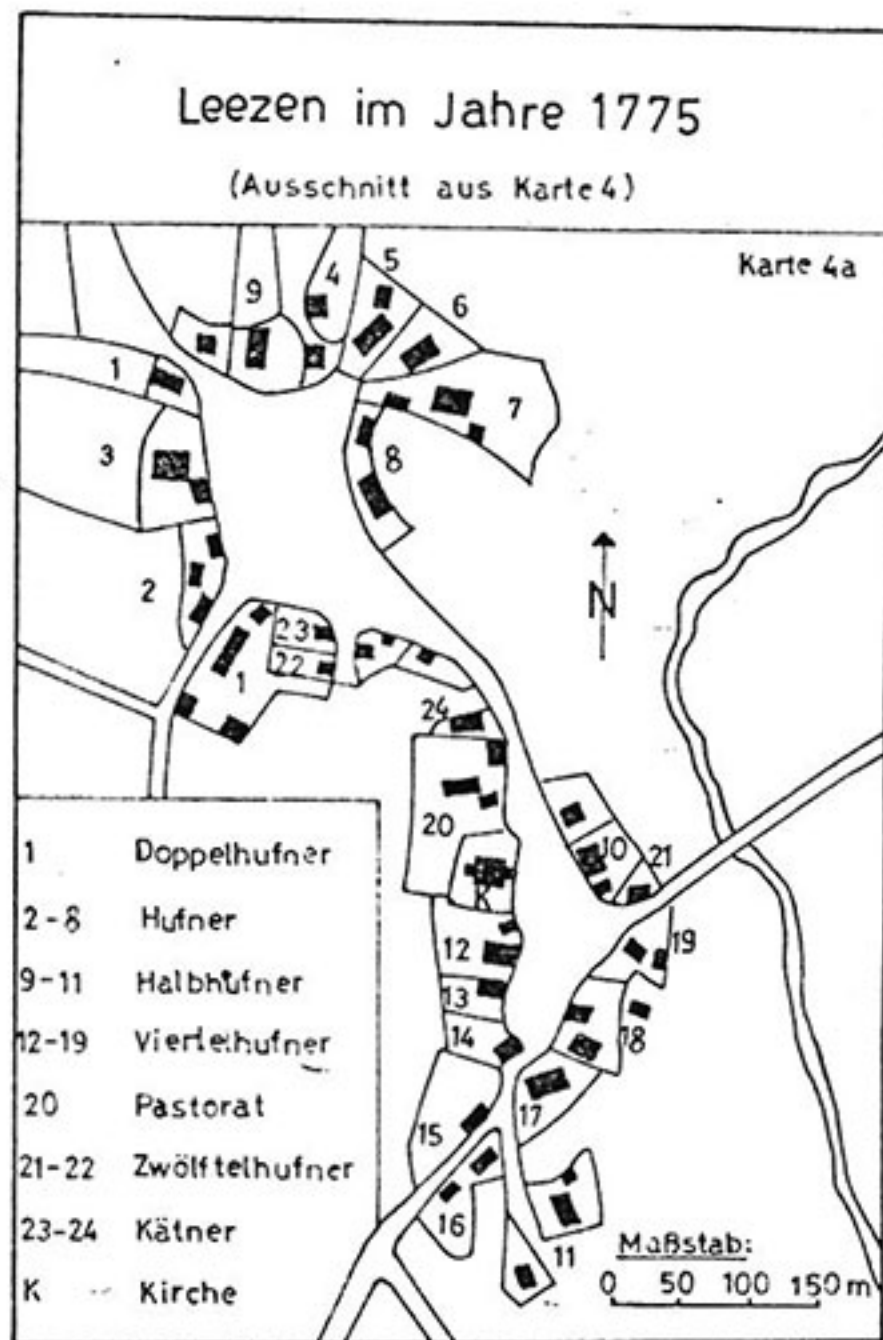 Leezen im Jahre 1775
(Ausschnitt aus Karte 4)
Karte 4a
5
4
9
6
1
7
3
8
2
N
23
22
1
24
20
10
21
K
12
19
13
14
18
17
15
16
11
1 Doppelhufner
2-8 Hufner
9-11 Halbhufner
12-19 Viertelhufner
20 Pastorat
21-22 Zwölftelhufner
23-24 Kätner
K Kirche
Maßstab:
0 50 100 150 m